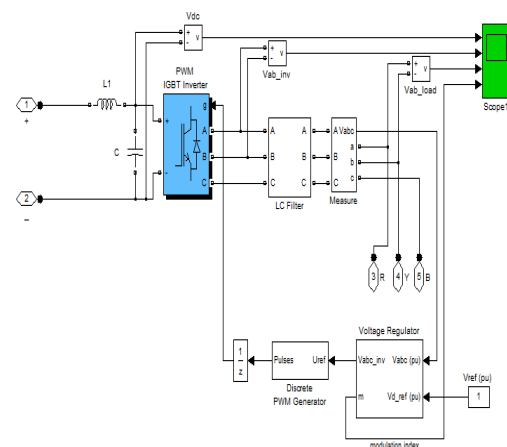 Vdc
+
-
v
PWM
IGBT Inverter
+
-
v
Vab_inv
+
-
v
Vab_load
Scope1
L1
1
+
C
2
–
+
-
g
A
B
C
A
B
C
A
B
C
LC Filter
A
B
C
Vabc
a
b
c
Measure
3
R
4
Y
5
B
1
z
Pulses
Uref
Discrete
PWM Generator
Voltage Regulator
Vabc_inv
Vabc (pu)
m
Vd_ref (pu)
Vref (pu)
1
modulation index